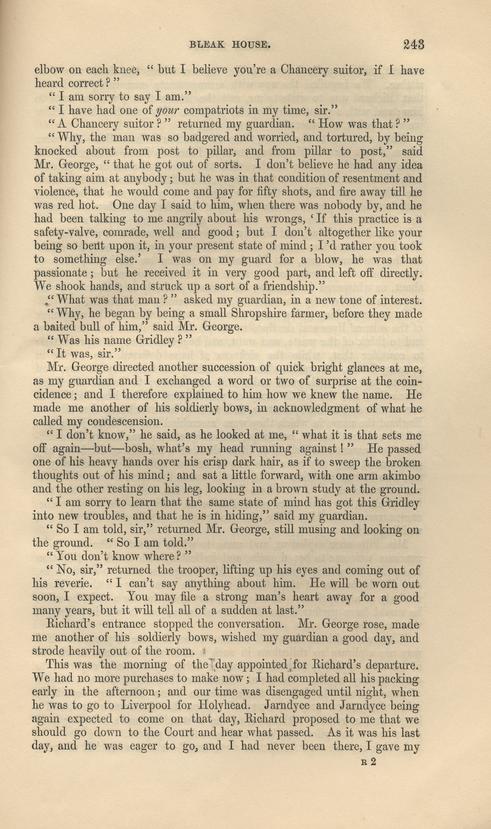 BLEAK HOUSE. 243
elbow on each knee, “ but I believe you’re a Chancery suitor, if I have
heard correct ? ”
“ I am sorry to say I am.”
“ I have had one of your compatriots in my time, sir.”
“ A Chancery suitor ? ” returned my guardian. “ How was that ? ”
“ Why, the man was so badgered and worried, and tortured, by being
knocked about from post to pillar, and from pillar to post,” said
Mr. George, “ that he got out of sorts. I don’t believe he had any idea
of taking aim at anybody ; but he was in that condition of resentment and
violence, that he would come and pay for fifty shots, and fire away till he
was red hot. One day I said to him, when there was nobody by, and he
had been talking to me angrily about his wrongs, ‘ If this practice is a
safety-valve, comrade, well and good ; but I don’t altogether like your
being so bent upon it, in your present state of mind ; I ’d rather you took
to something else.’ I was on my guard for a blow, he was that
passionate ; but he received it in very good part, and left off directly.
We shook hands, and struck up a sort of a friendship.”
“ What was that man ? ” asked my guardian, in a new tone of interest.
“ Why, he began by being a small Shropshire farmer, before they made
a baited bull of him,” said Mr. George.
“ Was his name Gridley ? ”
“ It was, sir.”
Mr. George directed another succession of quick bright glances at me,
as my guardian and I exchanged a word or two of surprise at the coin-
cidence ; and I therefore explained to him how we knew the name. He
made me another of his soldierly bows, in acknowledgment of what he
called my condescension.
“ I don’t know,” he said, as he looked at me, “ what it is that sets me
off again—but—bosh, what’s my head running against ! ” He passed
one of his heavy hands over his crisp dark hair, as if to sweep the broken
thoughts out of his mind ; and sat a little forward, with one arm akimbo
and the other resting on his leg, looking in a brown study at the ground.
“ I am sorry to learn that the same state of mind has got this Gridley
into new troubles, and that he is in hiding,” said my guardian.
“ So I am told, sir,” returned Mr. George, still musing and looking on
the ground. “ So I am told.”
“ You don’t know where ? ”
“ No, sir,” returned the trooper, lifting up his eyes and coming out of
his reverie. “ I can’t say anything about him. He will be worn out
soon, I expect. You may file a strong man’s heart away for a good
many years, but it will tell all of a sudden at last.”
Richard’s entrance stopped the conversation. Mr. George rose, made
me another of his soldierly bows, wished my guardian a good day, and
strode heavily out of the room.
This was the morning of the day appointed for Richard’s departure.
We had no more purchases to make now ; I had completed all his packing
early in the afternoon ; and our time was disengaged until night, when
he was to go to Liverpool for Holyhead. Jarndyce and Jarndyce being
again expected to come on that day, Richard proposed to me that we
should go down to the Court and hear what passed. As it was his last
day, and he was eager to go, and I had never been there, I gave my
R 2